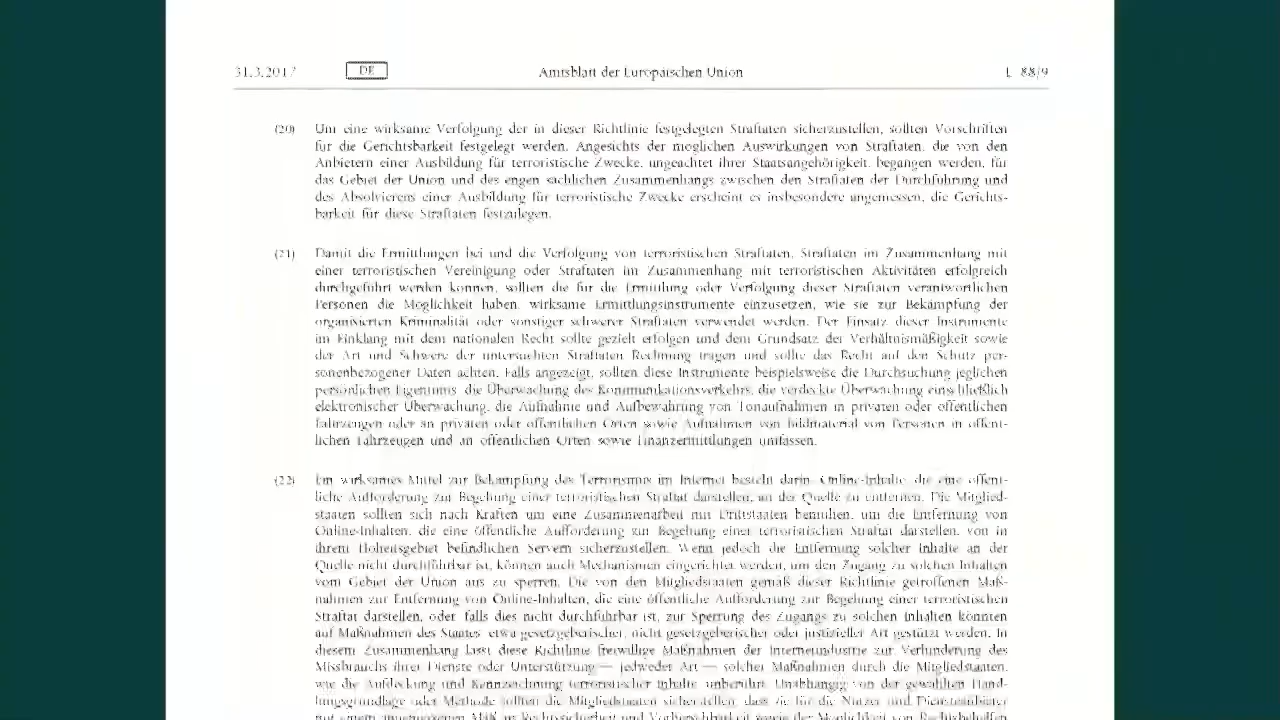 31.3.2017 DE Amtsblatt der Europäischen Union L 88/9
(20) Um eine wirksame Verfolgung der in dieser Richtlinie festgelegten Straftaten sicherzustellen, sollten Vorschriften
für die Gerichtsbarkeit festgelegt werden. Angesichts der möglichen Auswirkungen von Straftaten, die von den
Anbietern einer Ausbildung für terroristische Zwecke, ungeachtet ihrer Staatsangehörigkeit, begangen werden, für
das Gebiet der Union und des engen sachlichen Zusammenhangs zwischen den Straftaten der Durchführung und
des Absolvierens einer Ausbildung für terroristische Zwecke erscheint es insbesondere angemessen, die Gerichts-
barkeit für diese Straftaten festzulegen.
(21) Damit die Ermittlungen bei und die Verfolgung von terroristischen Straftaten, Straftaten im Zusammenhang mit
einer terroristischen Vereinigung oder Straftaten im Zusammenhang mit terroristischen Aktivitäten erfolgreich
durchgeführt werden können, sollten die für die Ermittlung oder Verfolgung dieser Straftaten verantwortlichen
Personen die Möglichkeit haben, wirksame Ermittlungsinstrumente einzusetzen, wie sie zur Bekämpfung der
organisierten Kriminalität oder sonstiger schwerer Straftaten verwendet werden. Der Einsatz dieser Instrumente
im Einklang mit dem nationalen Recht sollte gezielt erfolgen und dem Grundsatz der Verhältnismäßigkeit sowie
der Art und Schwere der untersuchten Straftaten Rechnung tragen und sollte das Recht auf den Schutz per-
sonenbezogener Daten achten. Falls angezeigt, sollten diese Instrumente beispielsweise die Durchsuchung jeglichen
persönlichen Eigentums, die Überwachung des Kommunikationsverkehrs, die verdeckte Überwachung einschließlich
elektronischer Überwachung, die Aufnahme und Aufbewahrung von Tonaufnahmen in privaten oder öffentlichen
Fahrzeugen oder an privaten oder öffentlichen Orten sowie Aufnahmen von Bildmaterial von Personen in öffent-
lichen Fahrzeugen und an öffentlichen Orten sowie Finanzermittlungen umfassen.
(22) Ein wirksames Mittel zur Bekämpfung des Terrorismus im Internet besteht darin, Online-Inhalte, die eine öffent-
liche Aufforderung zur Begehung einer terroristischen Straftat darstellen, an der Quelle zu entfernen. Die Mitglied-
staaten sollten sich nach Kräften um eine Zusammenarbeit mit Drittstaaten bemühen, um die Entfernung von
Online-Inhalten, die eine öffentliche Aufforderung zur Begehung einer terroristischen Straftat darstellen, von in
ihrem Hoheitsgebiet befindlichen Servern sicherzustellen. Wenn jedoch die Entfernung solcher Inhalte an der
Quelle nicht durchführbar ist, können auch Mechanismen eingerichtet werden, um den Zugang zu solchen Inhalten
vom Gebiet der Union aus zu sperren. Die von den Mitgliedstaaten gemäß dieser Richtlinie getroffenen Maß-
nahmen zur Entfernung von Online-Inhalten, die eine öffentliche Aufforderung zur Begehung einer terroristischen
Straftat darstellen, oder, falls dies nicht durchführbar ist, zur Sperrung des Zugangs zu solchen Inhalten könnten
auf Maßnahmen des Staates etwa gesetzgeberischer, nicht gesetzgeberischer oder justizieller Art gestützt werden. In
diesem Zusammenhang lässt diese Richtlinie freiwillige Maßnahmen der Internetindustrie zur Verhinderung des
Missbrauchs ihrer Dienste oder Unterstützung — jedweder Art — solcher Maßnahmen durch die Mitgliedstaaten,
wie die Aufdeckung und Kennzeichnung terroristischer Inhalte, unberührt. Unabhängig von der gewählten Hand-
lungsgrundlage oder Methode sollten die Mitgliedstaaten sicherstellen, dass sie für die Nutzer und Diensteanbieter
mit einem angemessenen Maß an Rechtssicherheit und Vorhersehbarkeit sowie der Möglichkeit von Rechtsbehelfen